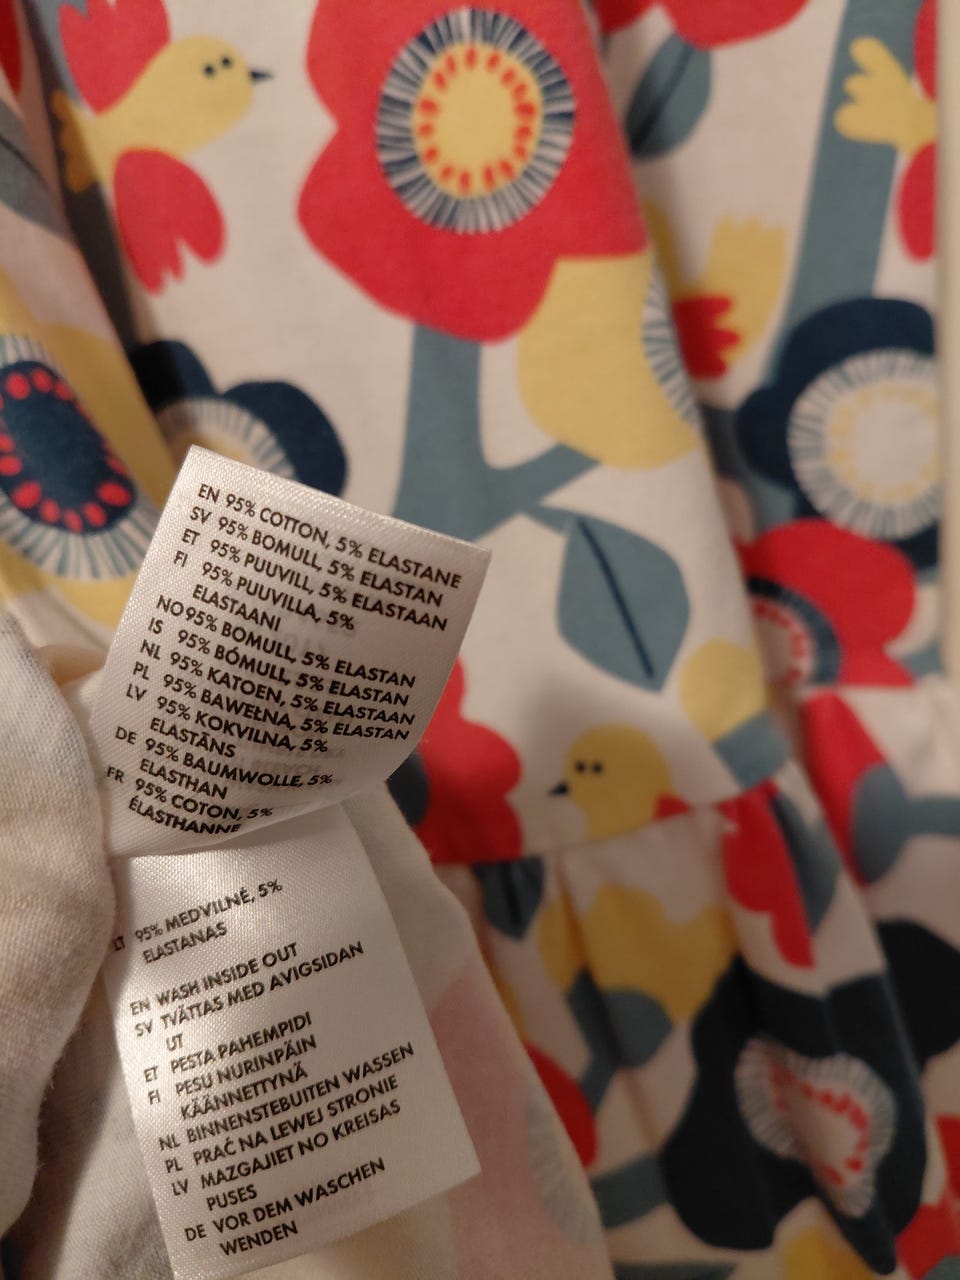 EN 95% COTTON, 5% ELASTANE
SV 95% BOMULL, 5% ELASTAN
ET 95% PUUVILL, 5% ELASTAAN
FI 95% PUUVILLA, 5%
ELASTAANI
NO 95% BOMULL, 5% ELASTAN
IS 95% BÓMULL, 5% ELASTAN
NL 95% KATOEN, 5% ELASTAAN
PL 95% BAWEŁNA, 5% ELASTAN
LV 95% KOKVILNA, 5%
ELASTĀNS
DE 95% BAUMWOLLE, 5%
ELASTHAN
FR 95% COTON, 5%
ÉLASTHANNE
LT 95% MEDVILNĖ, 5%
ELASTANAS
EN WASH INSIDE OUT
SV TVÄTTAS MED AVIGSIDAN
UT
ET PESTA PAHEMPIDI
FI PESU NURINPÄIN
KÄÄNNETTYNÄ
NL BINNENSTEBUITEN WASSEN
PL PRAĆ NA LEWEJ STRONIE
LV MAZGAJIET NO KREISAS
PUSES
DE VOR DEM WASCHEN
WENDEN